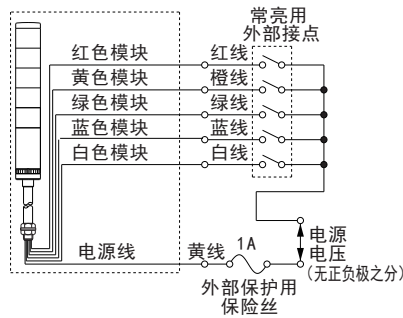 常亮用
外部接点
红色模块 红线
黄色模块 橙线
绿色模块 绿线
蓝色模块 蓝线
白色模块 白线
电源线 黄线 1A
电源
电压
(无正负极之分)
外部保护用
保险丝